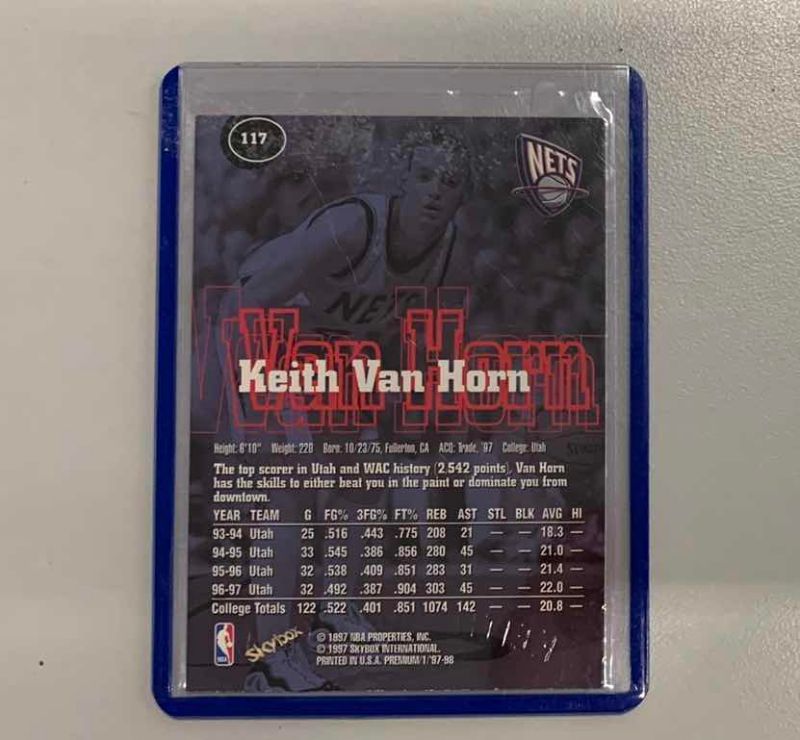 117
NETS
NETS
Van Horn
Keith Van Horn
Height: 6'10" Weight: 220 Born: 10/23/75, Fullerton, CA ACQ: Trade, '97 College: Utah
The top scorer in Utah and WAC history (2,542 points), Van Horn
has the skills to either beat you in the paint or dominate you from
downtown.
YEAR TEAM G FG% 3FG% FT% REB AST STL BLK AVG HI
93-94 Utah 25 .516 .443 .775 208 21 — — 18.3 —
94-95 Utah 33 .545 .386 .856 280 45 — — 21.0 —
95-96 Utah 32 .538 .409 .851 283 31 — — 21.4 —
96-97 Utah 32 .492 .387 .904 303 45 — — 22.0 —
College Totals 122 .522 .401 .851 1074 142 — — 20.8 —
NBA
Skybox
© 1997 NBA PROPERTIES, INC.
© 1997 SKYBOX INTERNATIONAL.
PRINTED IN U.S.A. PREMIUM/1/'97-98